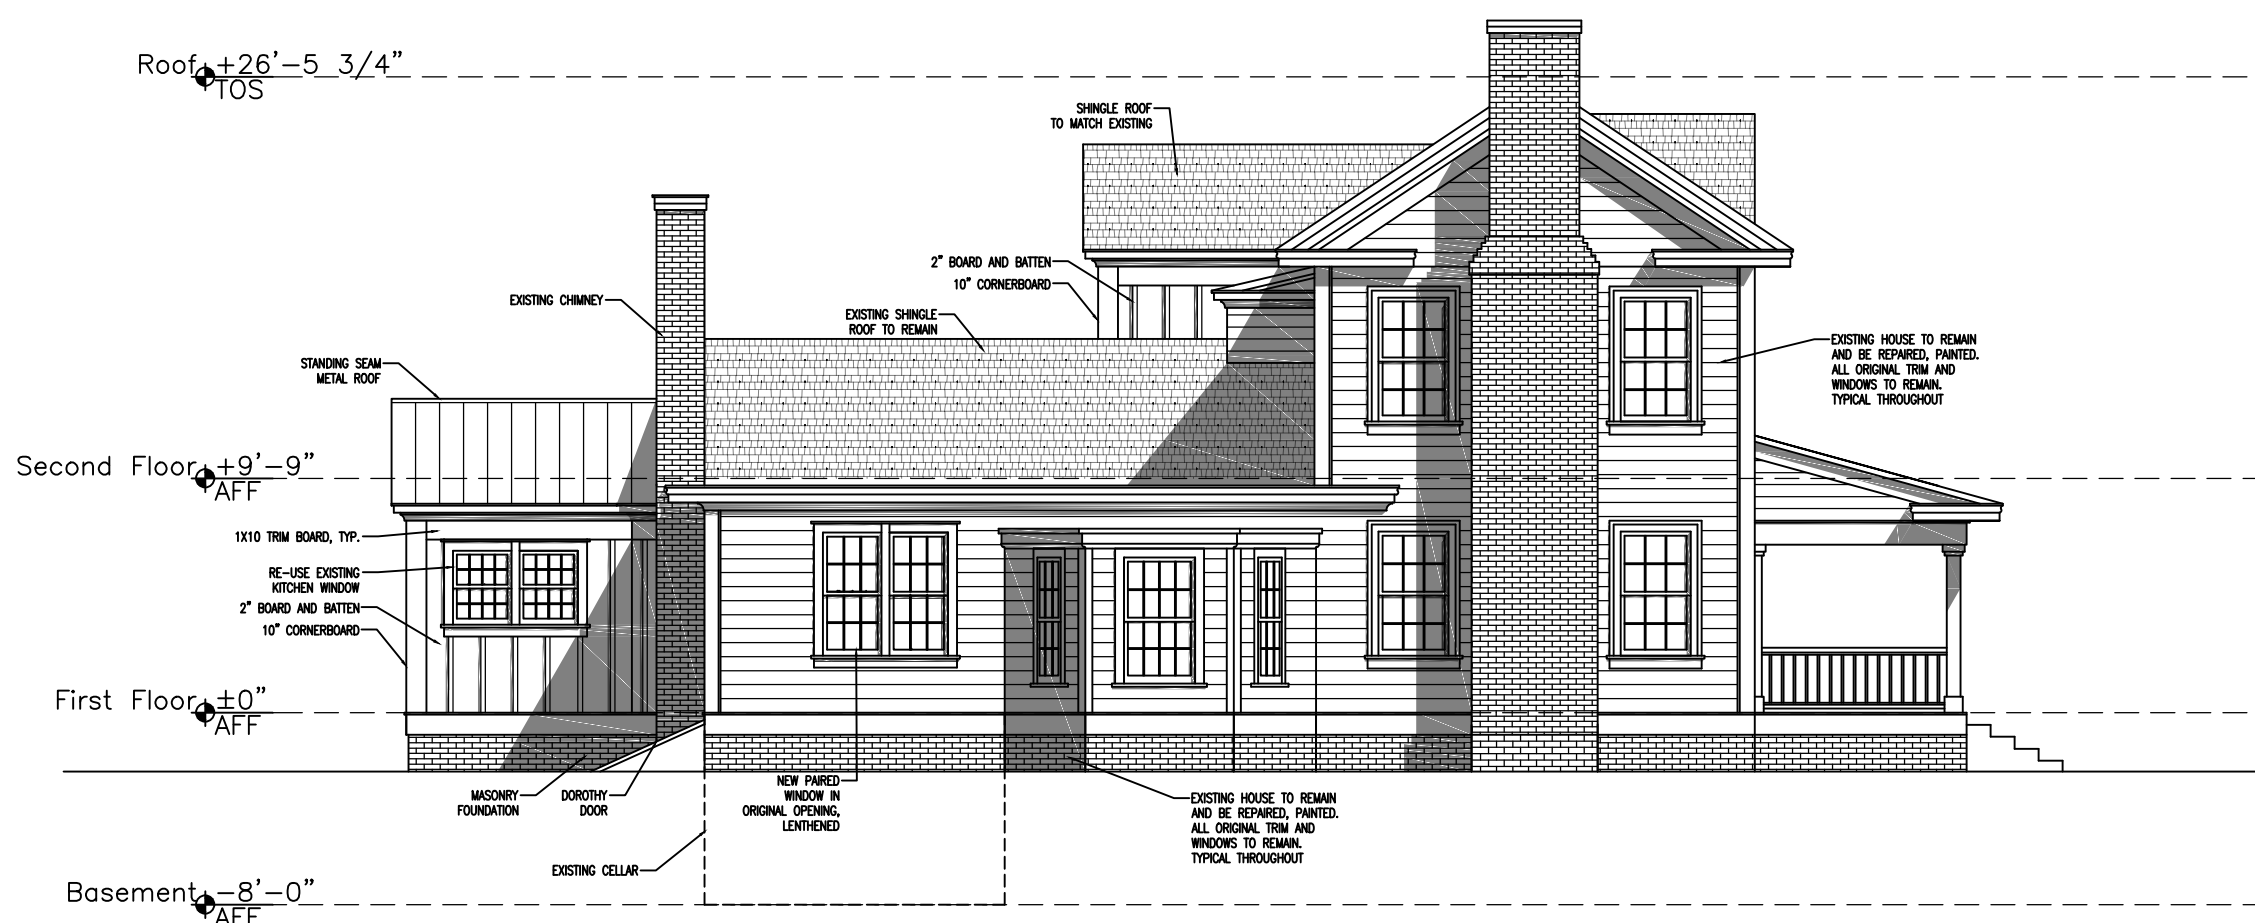 Roof +26'-5 3/4"
TOS
SHINGLE ROOF
TO MATCH EXISTING
2" BOARD AND BATTEN
10" CORNERBOARD
EXISTING CHIMNEY
EXISTING SHINGLE
ROOF TO REMAIN
EXISTING HOUSE TO REMAIN
AND BE REPAIRED, PAINTED.
ALL ORIGINAL TRIM AND
WINDOWS TO REMAIN.
TYPICAL THROUGHOUT
STANDING SEAM
METAL ROOF
Second Floor +9'-9"
AFF
1X10 TRIM BOARD, TYP.
RE-USE EXISTING
KITCHEN WINDOW
2" BOARD AND BATTEN
10" CORNERBOARD
First Floor ±0"
AFF
MASONRY
FOUNDATION
DOROTHY
DOOR
NEW PAIRED
WINDOW IN
ORIGINAL OPENING,
LENTHENED
EXISTING HOUSE TO REMAIN
AND BE REPAIRED, PAINTED.
ALL ORIGINAL TRIM AND
WINDOWS TO REMAIN.
TYPICAL THROUGHOUT
EXISTING CELLAR
Basement -8'-0"
AFF